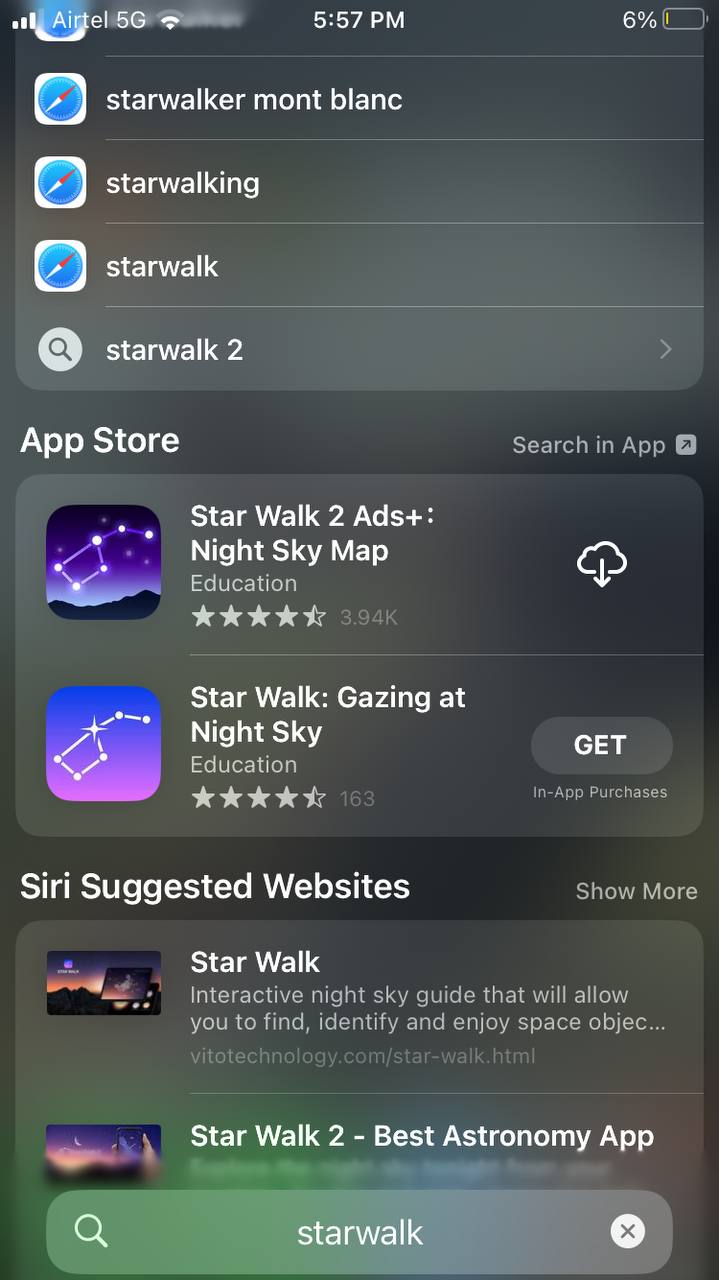 Airtel 5G
5:57 PM
6%
starwalker mont blanc
starwalking
starwalk
starwalk 2
App Store
Search in App
Star Walk 2 Ads+:
Night Sky Map
Education
3.94K
Star Walk: Gazing at
Night Sky
Education
163
GET
In-App Purchases
Siri Suggested Websites
Show More
STAR WALK
Star Walk
Interactive night sky guide that will allow
you to find, identify and enjoy space objec...
vitotechnology.com/star-walk.html
Star Walk 2 - Best Astronomy App
starwalk